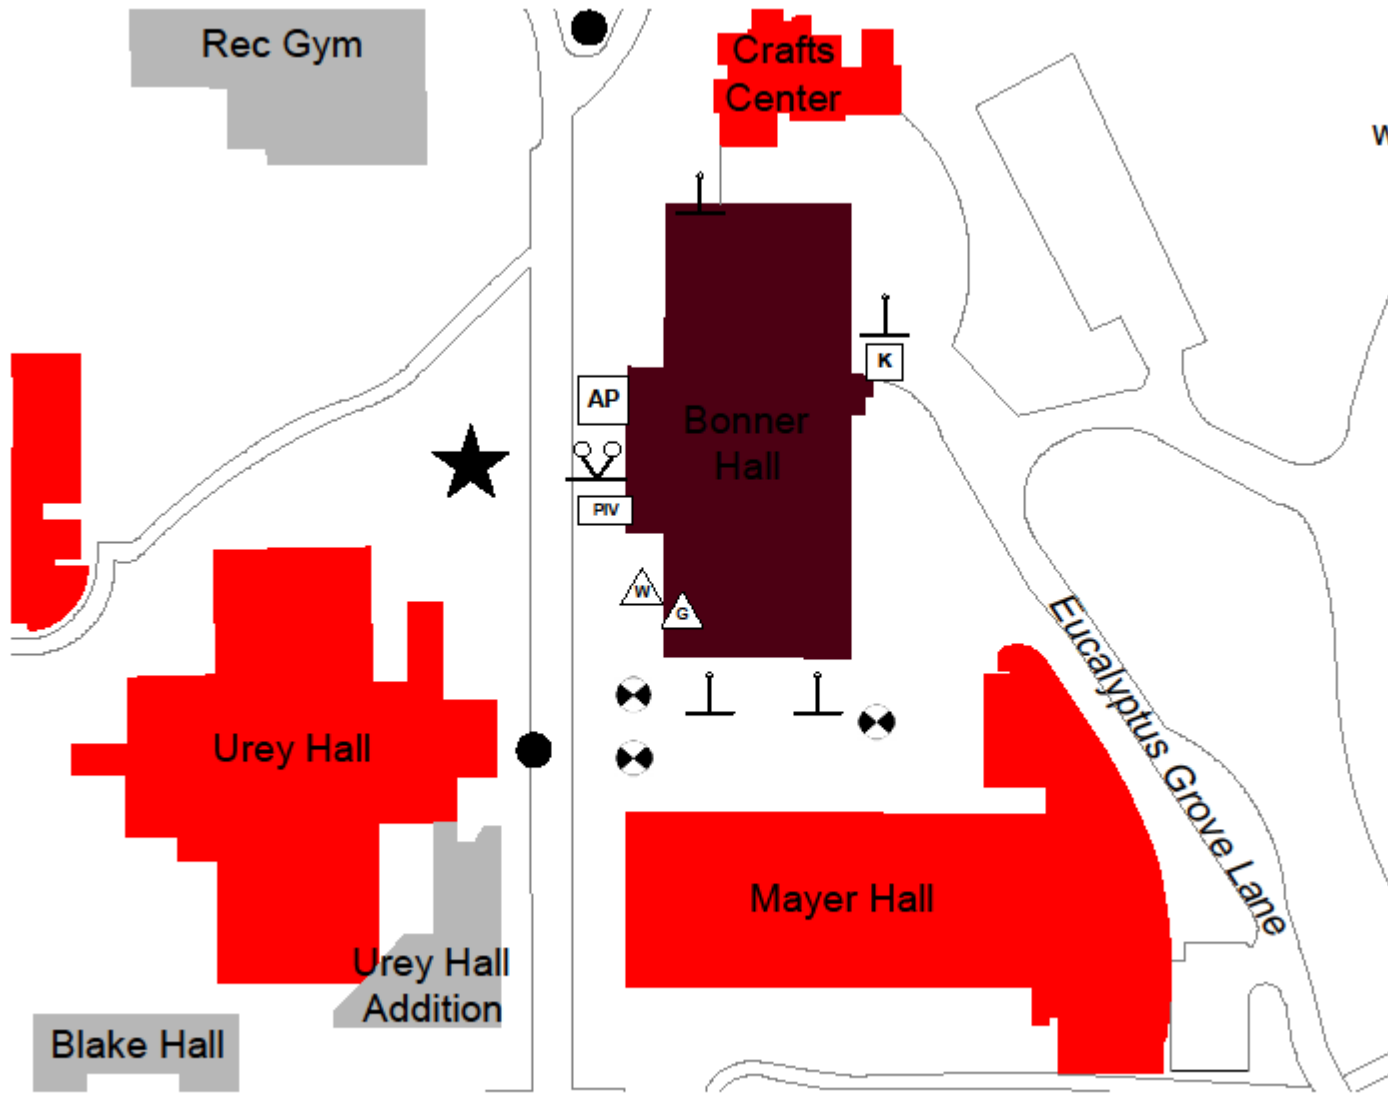 Rec Gym
Crafts
Center
W
K
AP
Bonner
Hall
PIV
W
G
Eucalyptus Grove Lane
Urey Hall
Mayer Hall
Urey Hall
Addition
Blake Hall